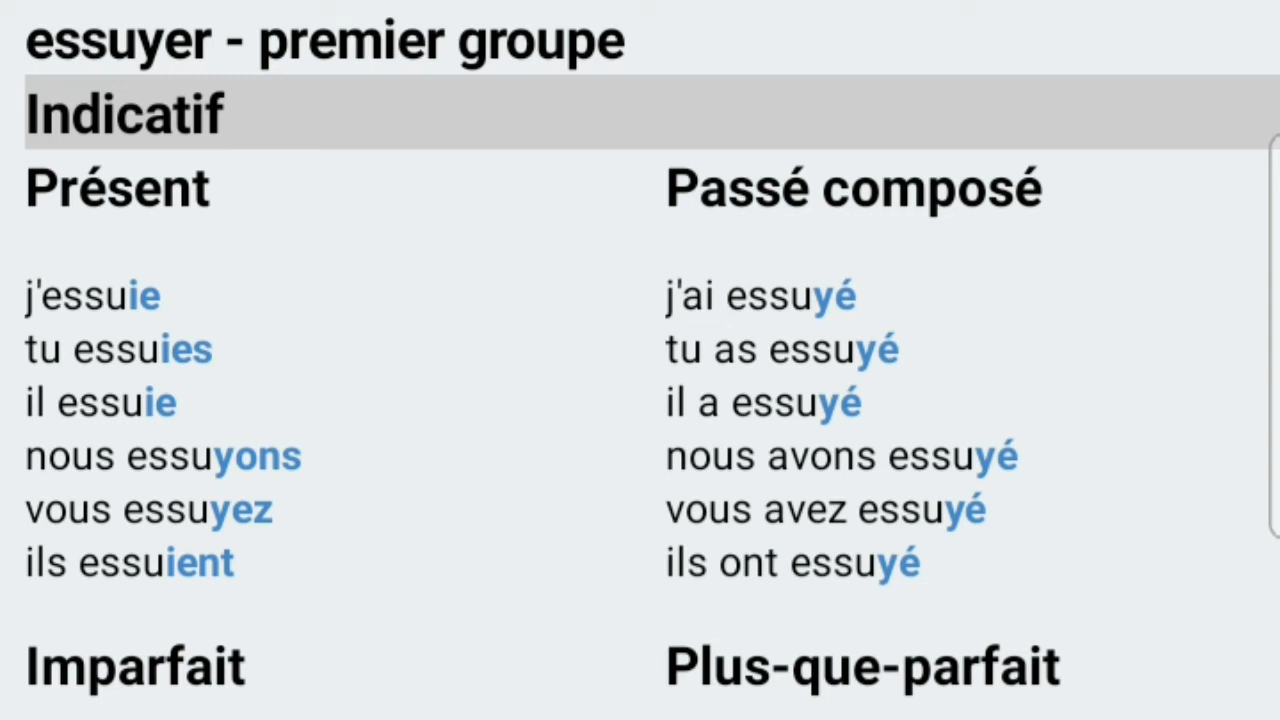 essuyer - premier groupe
Indicatif
Présent
j'essuie
tu essuies
il essuie
nous essuyons
vous essuyez
ils essuient
Passé composé
j'ai essuyé
tu as essuyé
il a essuyé
nous avons essuyé
vous avez essuyé
ils ont essuyé
Imparfait
Plus-que-parfait